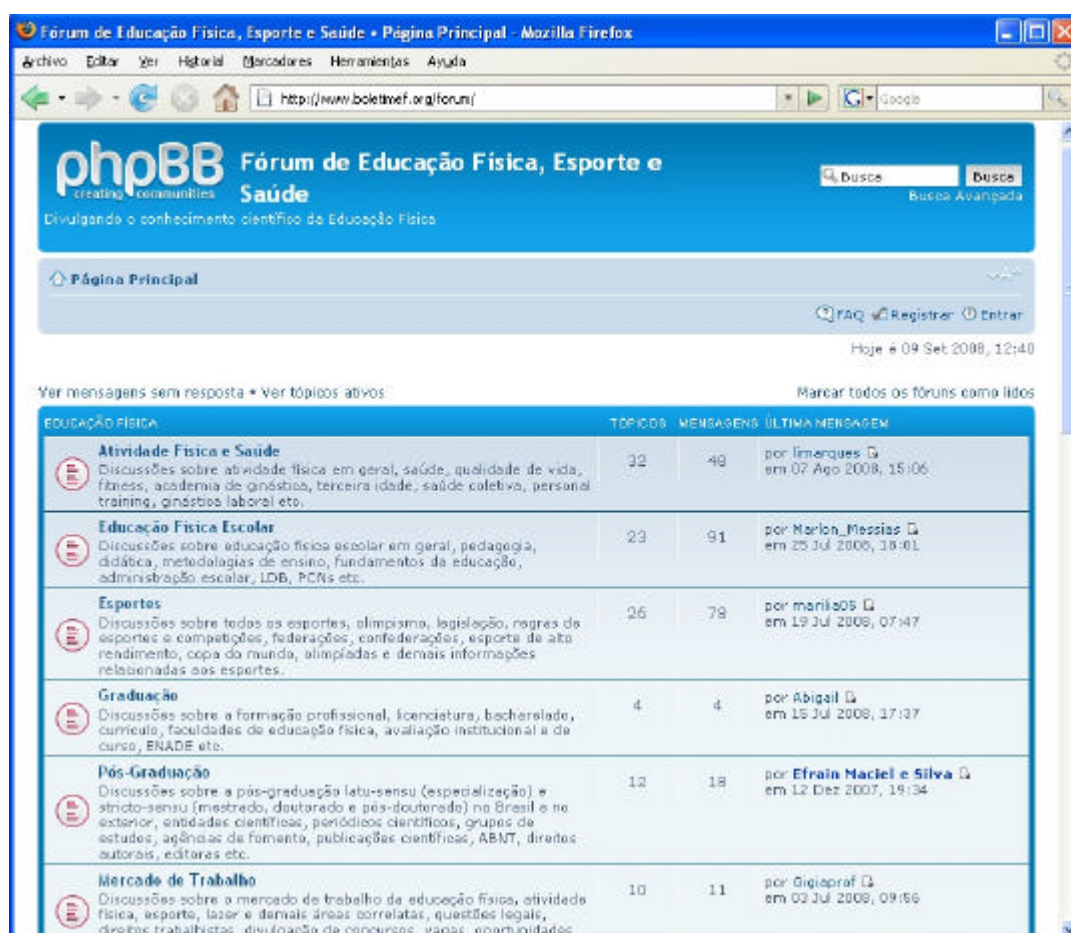 Fórum de Educação Física, Esporte e Saúde • Página Principal - Mozilla Firefox
Archivo Editar Ver Historial Marcadores Herramientas Ayuda
http://www.boletimef.org/forum/
Google
phpBB
creating communities
Fórum de Educação Física, Esporte e
Saúde
Divulgando o conhecimento científico da Educação Física
Busca Busca
Busca Avançada
Página Principal
FAQ Registrar Entrar
Hoje é 09 Set 2008, 12:40
Ver mensagens sem resposta • Ver tópicos ativos Marcar todos os fóruns como lidos
EDUCAÇÃO FÍSICA TÓPICOS MENSAGENS ÚLTIMA MENSAGEM
Atividade Física e Saúde
Discussões sobre atividade física em geral, saúde, qualidade de vida,
fitness, academia de ginástica, terceira idade, saúde coletiva, personal
training, ginástica laboral etc.
32 48 por limarques
em 07 Ago 2008, 15:06
Educação Física Escolar
Discussões sobre educação física escolar em geral, pedagogia,
didática, metodologias de ensino, fundamentos da educação,
administração escolar, LDB, PCNs etc.
23 91 por Marlon_Messias
em 25 Jul 2008, 18:01
Esportes
Discussões sobre todos os esportes, olimpismo, legislação, regras de
esportes e competições, federações, confederações, esporte de alto
rendimento, copa do mundo, olimpíadas e demais informações
relacionadas aos esportes.
26 79 por marilia05
em 19 Jul 2008, 07:47
Graduação
Discussões sobre a formação profissional, licenciatura, bacharelado,
currículo, faculdades de educação física, avaliação institucional e de
curso, ENADE etc.
4 4 por Abigail
em 15 Jul 2008, 17:37
Pós-Graduação
Discussões sobre a pós-graduação latu-sensu (especialização) e
stricto-sensu (mestrado, doutorado e pós-doutorado) no Brasil e no
exterior, entidades científicas, periódicos científicos, grupos de
estudos, agências de fomento, publicações científicas, ABNT, direitos
autorais, editoras etc.
12 18 por Efrain Maciel e Silva
em 12 Dez 2007, 19:34
Mercado de Trabalho
Discussões sobre o mercado de trabalho da educação física, atividade
física, esporte, lazer e demais áreas correlatas, questões legais,
direitos trabalhistas, divulgação de concursos, vagas, oportunidades
10 11 por Gigiaprof
em 03 Jul 2008, 09:56